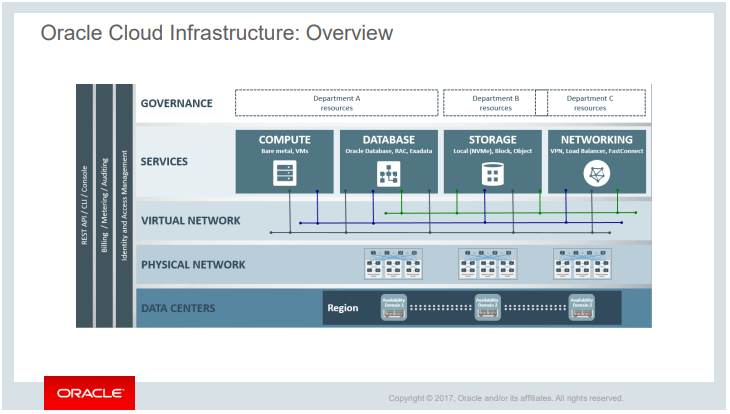 Oracle Cloud Infrastructure: Overview
REST API / CLI / Console
Billing / Metering / Auditing
Identity and Access Management
GOVERNANCE
Department A
resources
Department B
resources
Department C
resources
SERVICES
COMPUTE
Bare metal, VMs
DATABASE
Oracle Database, RAC, Exadata
STORAGE
Local (NVMe), Block, Object
NETWORKING
VPN, Load Balancer, FastConnect
VIRTUAL NETWORK
PHYSICAL NETWORK
DATA CENTERS
Region
Availability
Domain 1
Availability
Domain 2
Availability
Domain 3
ORACLE®
Copyright © 2017, Oracle and/or its affiliates. All rights reserved.